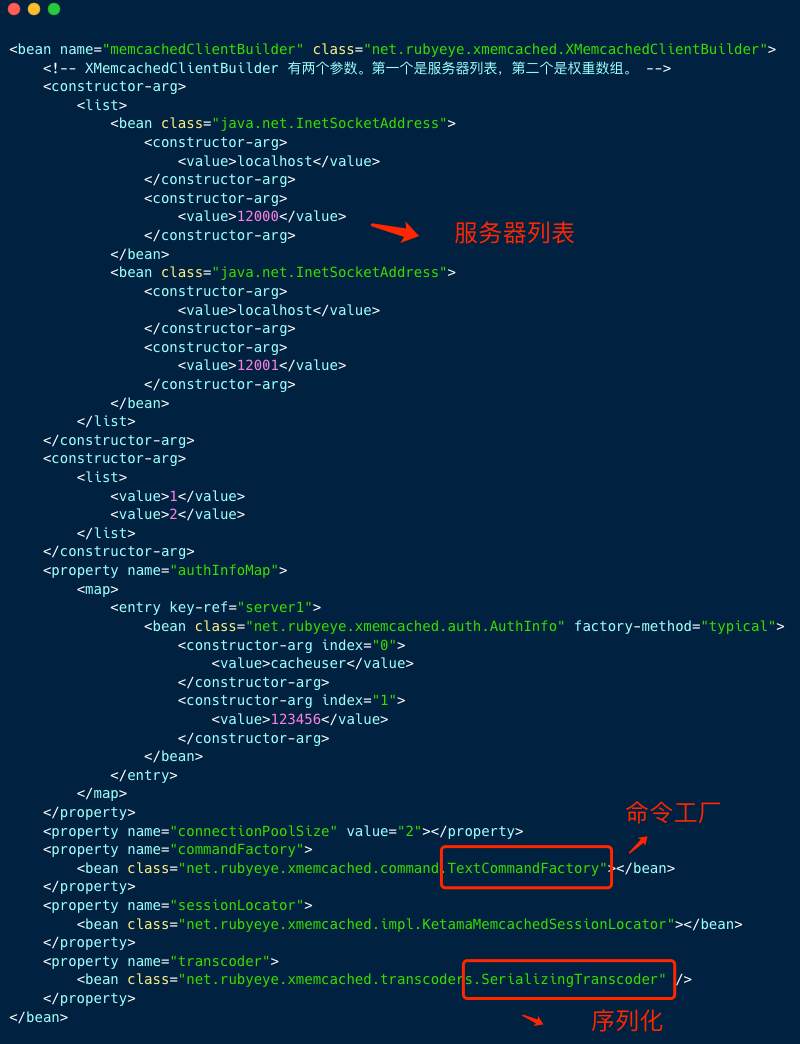 <bean name="memcachedClientBuilder" class="net.rubyeye.xmemcached.XMemcachedClientBuilder">
    <!-- XMemcachedClientBuilder 有两个参数。第一个是服务器列表，第二个是权重数组。 -->
    <constructor-arg>
        <list>
            <bean class="java.net.InetSocketAddress">
                <constructor-arg>
                    <value>localhost</value>
                </constructor-arg>
                <constructor-arg>
                    <value>12000</value>
                </constructor-arg>
服务器列表
            </bean>
            <bean class="java.net.InetSocketAddress">
                <constructor-arg>
                    <value>localhost</value>
                </constructor-arg>
                <constructor-arg>
                    <value>12001</value>
                </constructor-arg>
            </bean>
        </list>
    </constructor-arg>
    <constructor-arg>
        <list>
            <value>1</value>
            <value>2</value>
        </list>
    </constructor-arg>
    <property name="authInfoMap">
        <map>
            <entry key-ref="server1">
                <bean class="net.rubyeye.xmemcached.auth.AuthInfo" factory-method="typical">
                    <constructor-arg index="0">
                        <value>cacheuser</value>
                    </constructor-arg>
                    <constructor-arg index="1">
                        <value>123456</value>
                    </constructor-arg>
                </bean>
            </entry>
        </map>
    </property>
命令工厂
    <property name="connectionPoolSize" value="2"></property>
    <property name="commandFactory">
        <bean class="net.rubyeye.xmemcached.command.TextCommandFactory"></bean>
    </property>
    <property name="sessionLocator">
        <bean class="net.rubyeye.xmemcached.impl.KetamaMemcachedSessionLocator"></bean>
    </property>
    <property name="transcoder">
        <bean class="net.rubyeye.xmemcached.transcoders.SerializingTranscoder" />
    </property>
</bean>
序列化